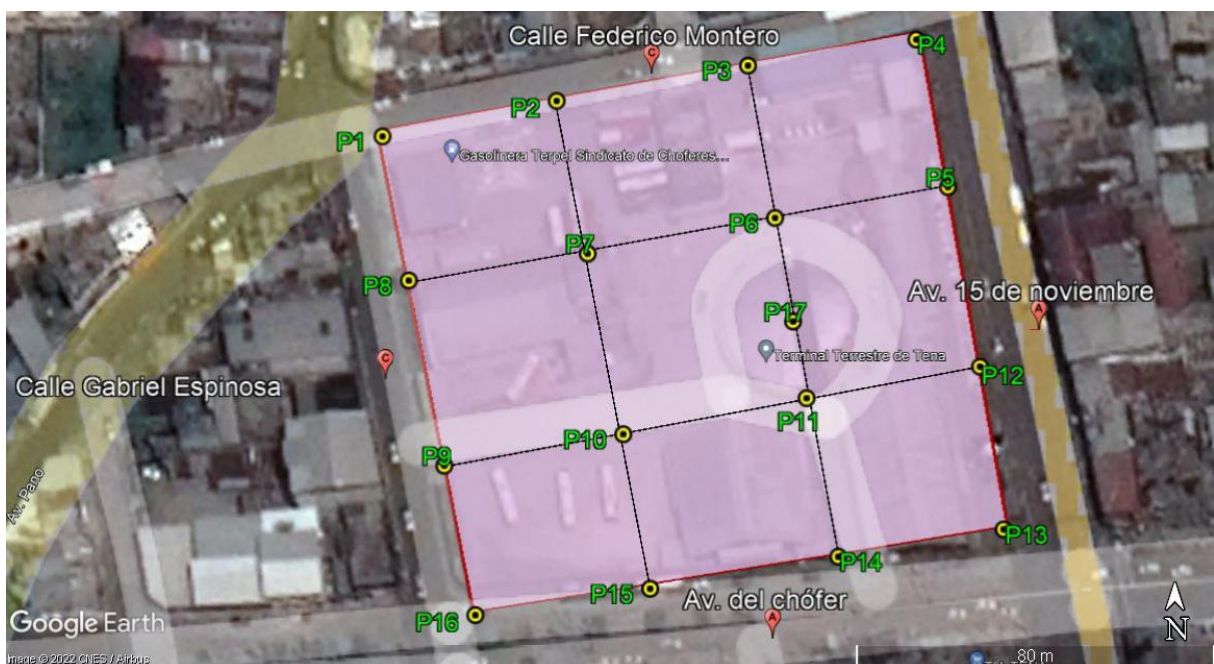 Calle Federico Montero
P4
P3
P2
P1
Gasolinera Terpel Sindicato de Choferes...
P5
P6
P7
P8
Av. 15 de noviembre
P17
Terminal Terrestre de Tena
P12
Calle Gabriel Espinosa
P11
P10
P9
Av. Pano
P13
P14
P15
Av. del chófer
P16
Google Earth
N
Image © 2022 CNES / Airbus
80 m
C
C
A
A